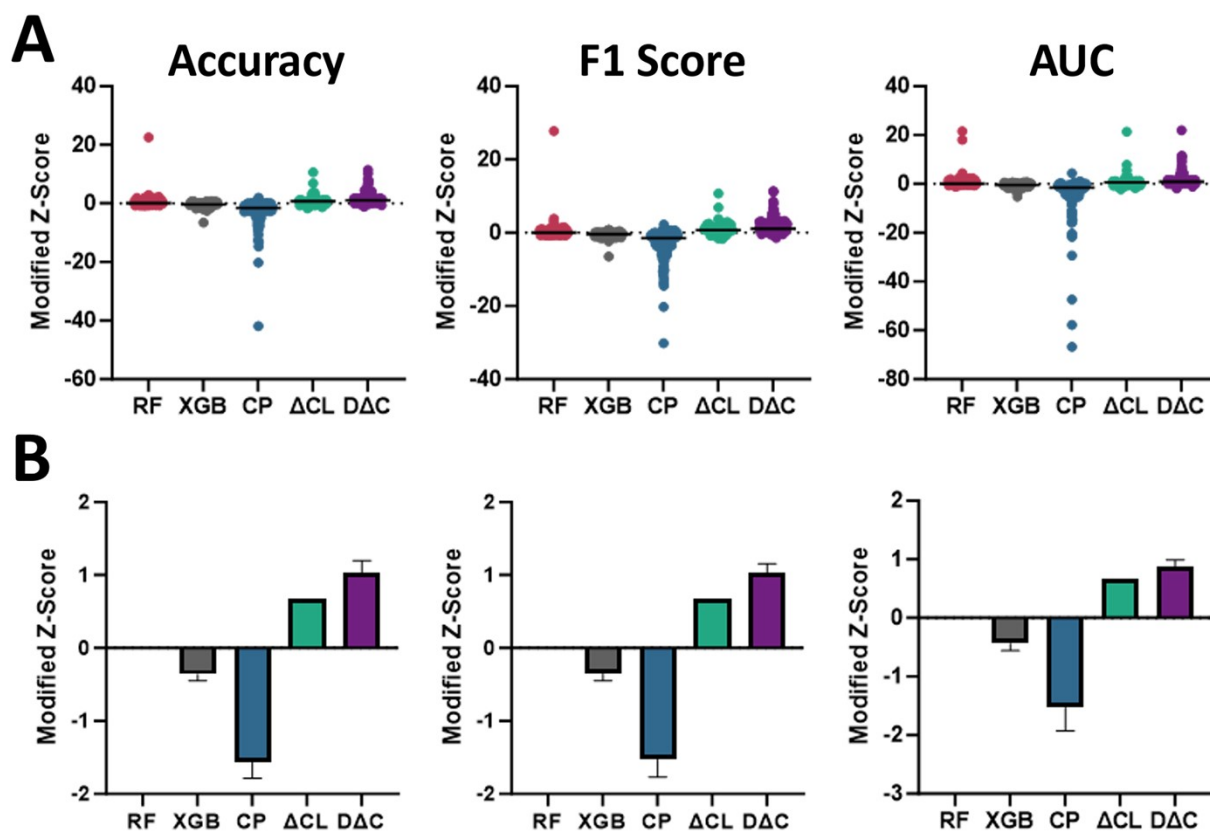 A
Accuracy
F1 Score
AUC
Modified Z-Score
40
20
0
-20
-40
-60
RF XGB CP ΔCL DΔC
Modified Z-Score
40
20
0
-20
-40
RF XGB CP ΔCL DΔC
Modified Z-Score
40
20
0
-20
-40
-60
-80
RF XGB CP ΔCL DΔC
B
Modified Z-Score
2
1
0
-1
-2
RF XGB CP ΔCL DΔC
Modified Z-Score
2
1
0
-1
-2
RF XGB CP ΔCL DΔC
Modified Z-Score
2
1
0
-1
-2
-3
RF XGB CP ΔCL DΔC